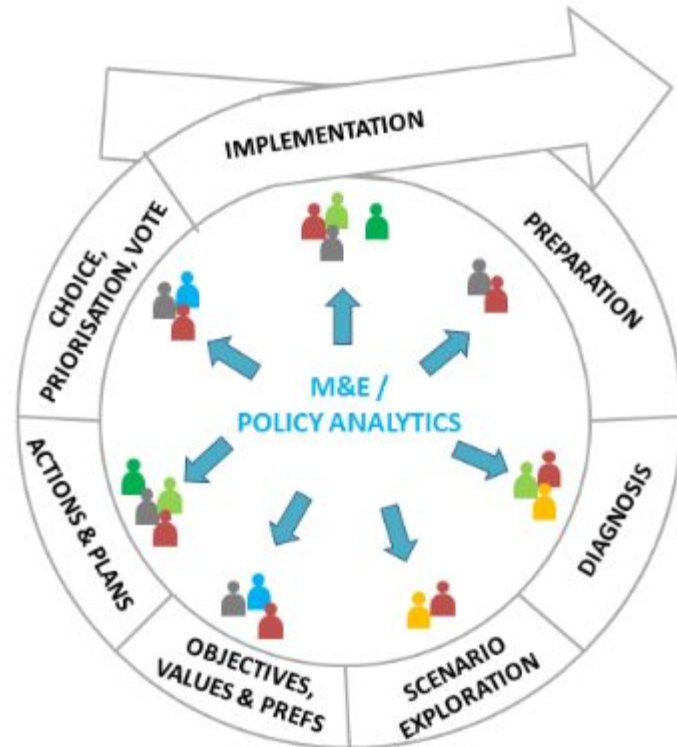 IMPLEMENTATION
PREPARATION
DIAGNOSIS
SCENARIO
EXPLORATION
OBJECTIVES,
VALUES & PREFS
ACTIONS & PLANS
CHOICE,
PRIORISATION, VOTE
M&E /
POLICY ANALYTICS